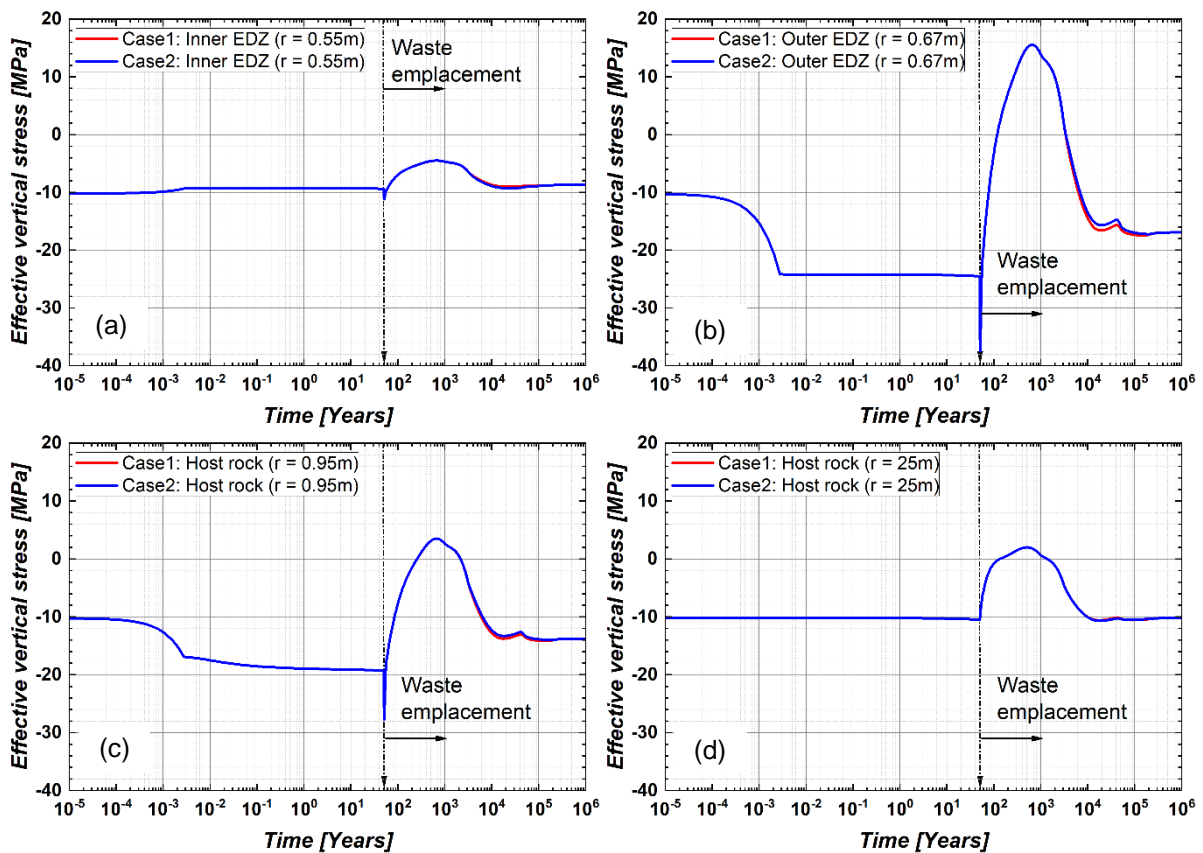 Case1: Inner EDZ (r = 0.55m)
Case2: Inner EDZ (r = 0.55m)
Waste
emplacement
(a)
Effective vertical stress [MPa]
20
10
0
-10
-20
-30
-40
10-5 10-4 10-3 10-2 10-1 100 101 102 103 104 105 106
Time [Years]
Case1: Outer EDZ (r = 0.67m)
Case2: Outer EDZ (r = 0.67m)
Waste
emplacement
(b)
Effective vertical stress [MPa]
20
10
0
-10
-20
-30
-40
10-5 10-4 10-3 10-2 10-1 100 101 102 103 104 105 106
Time [Years]
Case1: Host rock (r = 0.95m)
Case2: Host rock (r = 0.95m)
Waste
emplacement
(c)
Effective vertical stress [MPa]
20
10
0
-10
-20
-30
-40
10-5 10-4 10-3 10-2 10-1 100 101 102 103 104 105 106
Time [Years]
Case1: Host rock (r = 25m)
Case2: Host rock (r = 25m)
Waste
emplacement
(d)
Effective vertical stress [MPa]
20
10
0
-10
-20
-30
-40
10-5 10-4 10-3 10-2 10-1 100 101 102 103 104 105 106
Time [Years]